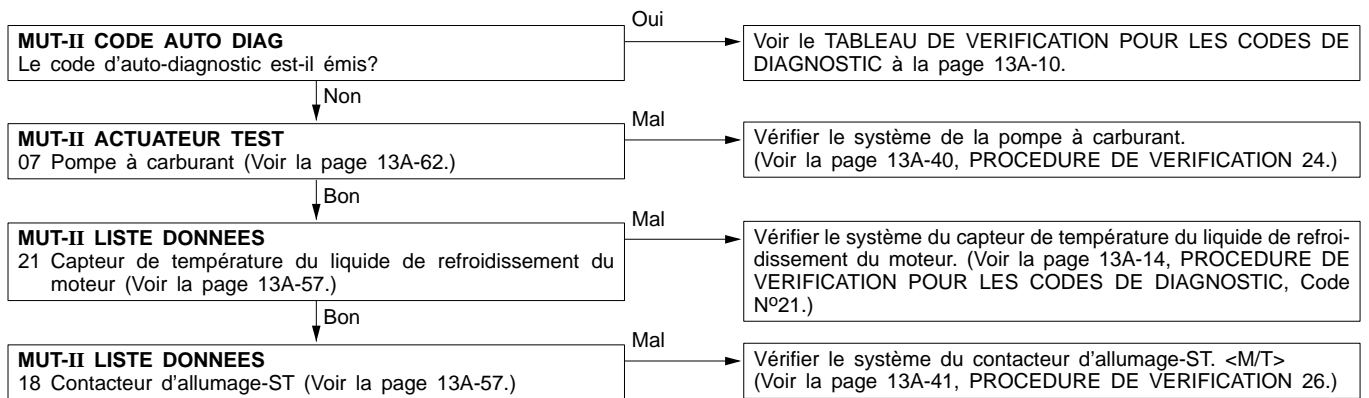 Oui
MUT-II CODE AUTO DIAG
Le code d'auto-diagnostic est-il émis?
Voir le TABLEAU DE VERIFICATION POUR LES CODES DE
DIAGNOSTIC à la page 13A-10.
Non
Mal
MUT-II ACTUATEUR TEST
07 Pompe à carburant (Voir la page 13A-62.)
Vérifier le système de la pompe à carburant.
(Voir la page 13A-40, PROCEDURE DE VERIFICATION 24.)
Bon
Mal
MUT-II LISTE DONNEES
21 Capteur de température du liquide de refroidissement du
moteur (Voir la page 13A-57.)
Vérifier le système du capteur de température du liquide de refroi-
dissement du moteur. (Voir la page 13A-14, PROCEDURE DE
VERIFICATION POUR LES CODES DE DIAGNOSTIC, Code
Nº21.)
Bon
Mal
MUT-II LISTE DONNEES
18 Contacteur d'allumage-ST (Voir la page 13A-57.)
Vérifier le système du contacteur d'allumage-ST. <M/T>
(Voir la page 13A-41, PROCEDURE DE VERIFICATION 26.)